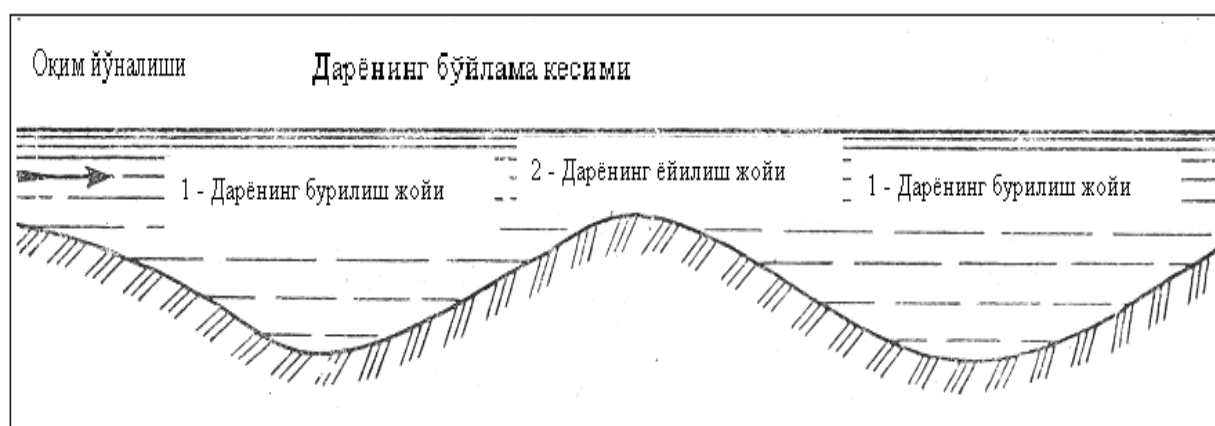 Оқим йўналиши
Дарёнинг бўйлама кесими
1 - Дарёнинг бурилиш жойи
2 - Дарёнинг ёйилиш жойи
1 - Дарёнинг бурилиш жойи